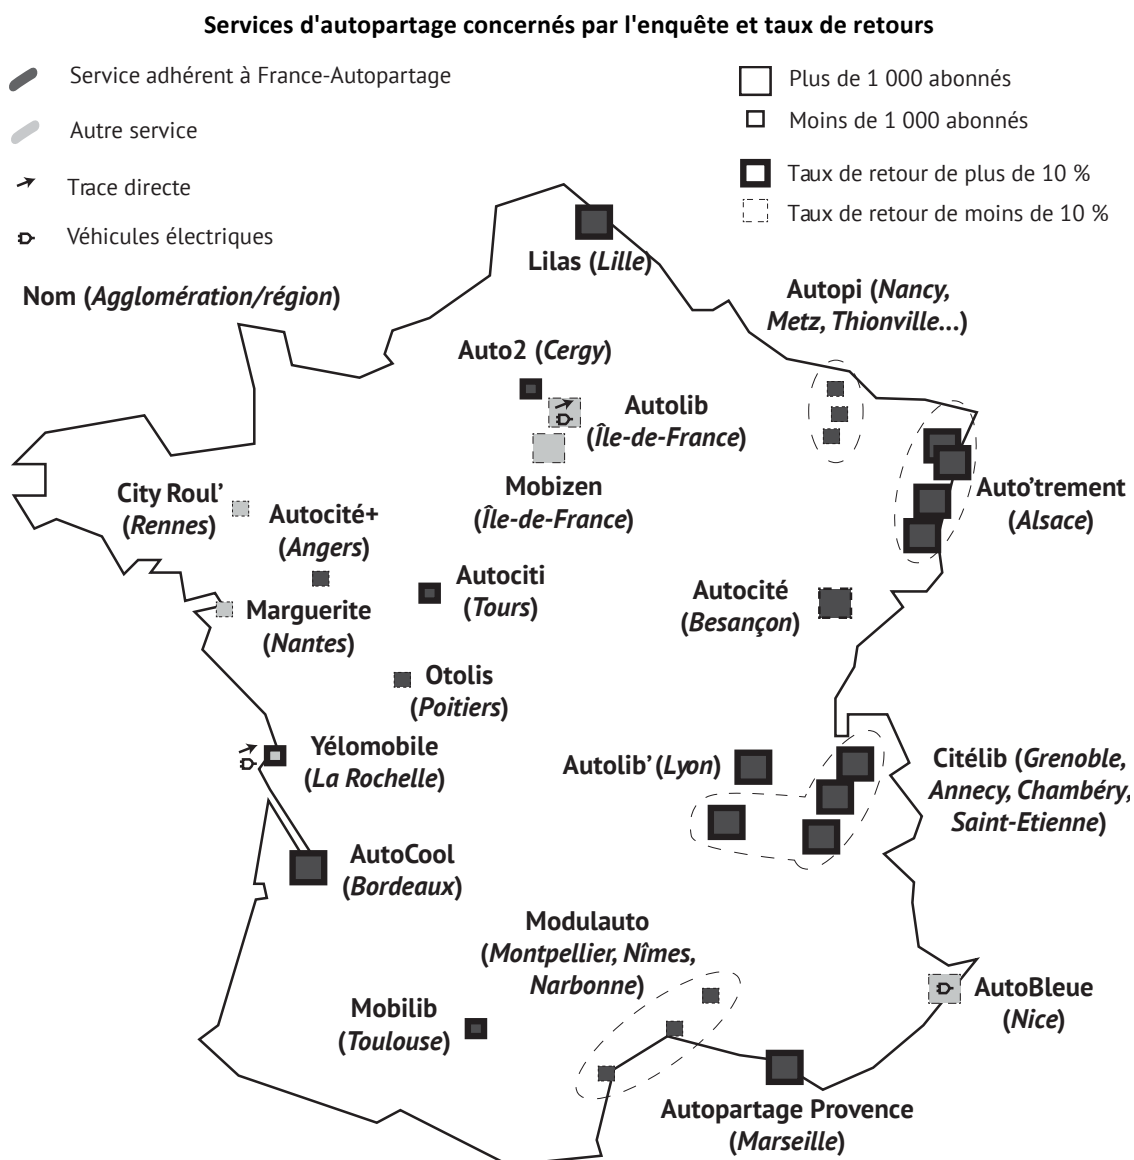 Services d'autopartage concernés par l'enquête et taux de retours
Service adhérent à France-Autopartage
Autre service
Trace directe
Véhicules électriques
Nom (Agglomération/région)
Plus de 1 000 abonnés
Moins de 1 000 abonnés
Taux de retour de plus de 10 %
Taux de retour de moins de 10 %
Lilas (Lille)
Autopi (Nancy,
Metz, Thionville...)
Auto2 (Cergy)
Autolib
(Île-de-France)
Mobizen
(Île-de-France)
Auto'trement
(Alsace)
City Roul'
(Rennes)
Autocité+
(Angers)
Autociti
(Tours)
Autocité
(Besançon)
Marguerite
(Nantes)
Otolis
(Poitiers)
Yélomobile
(La Rochelle)
Autolib' (Lyon)
Citélib (Grenoble,
Annecy, Chambéry,
Saint-Etienne)
AutoCool
(Bordeaux)
Modulauto
(Montpellier, Nîmes,
Narbonne)
AutoBleue
(Nice)
Mobilib
(Toulouse)
Autopartage Provence
(Marseille)